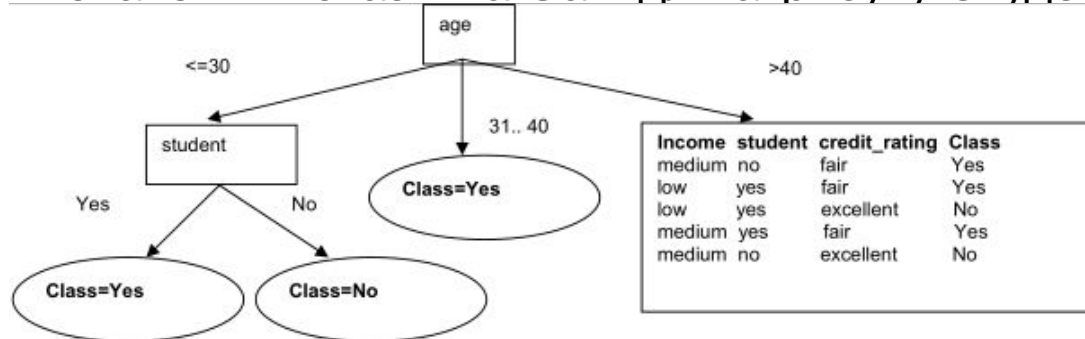 age
<=30
>40
31.. 40
student
Class=Yes
Yes
No
Class=Yes
Class=No
Income student credit_rating Class
medium no fair Yes
low yes fair Yes
low yes excellent No
medium yes fair Yes
medium no excellent No